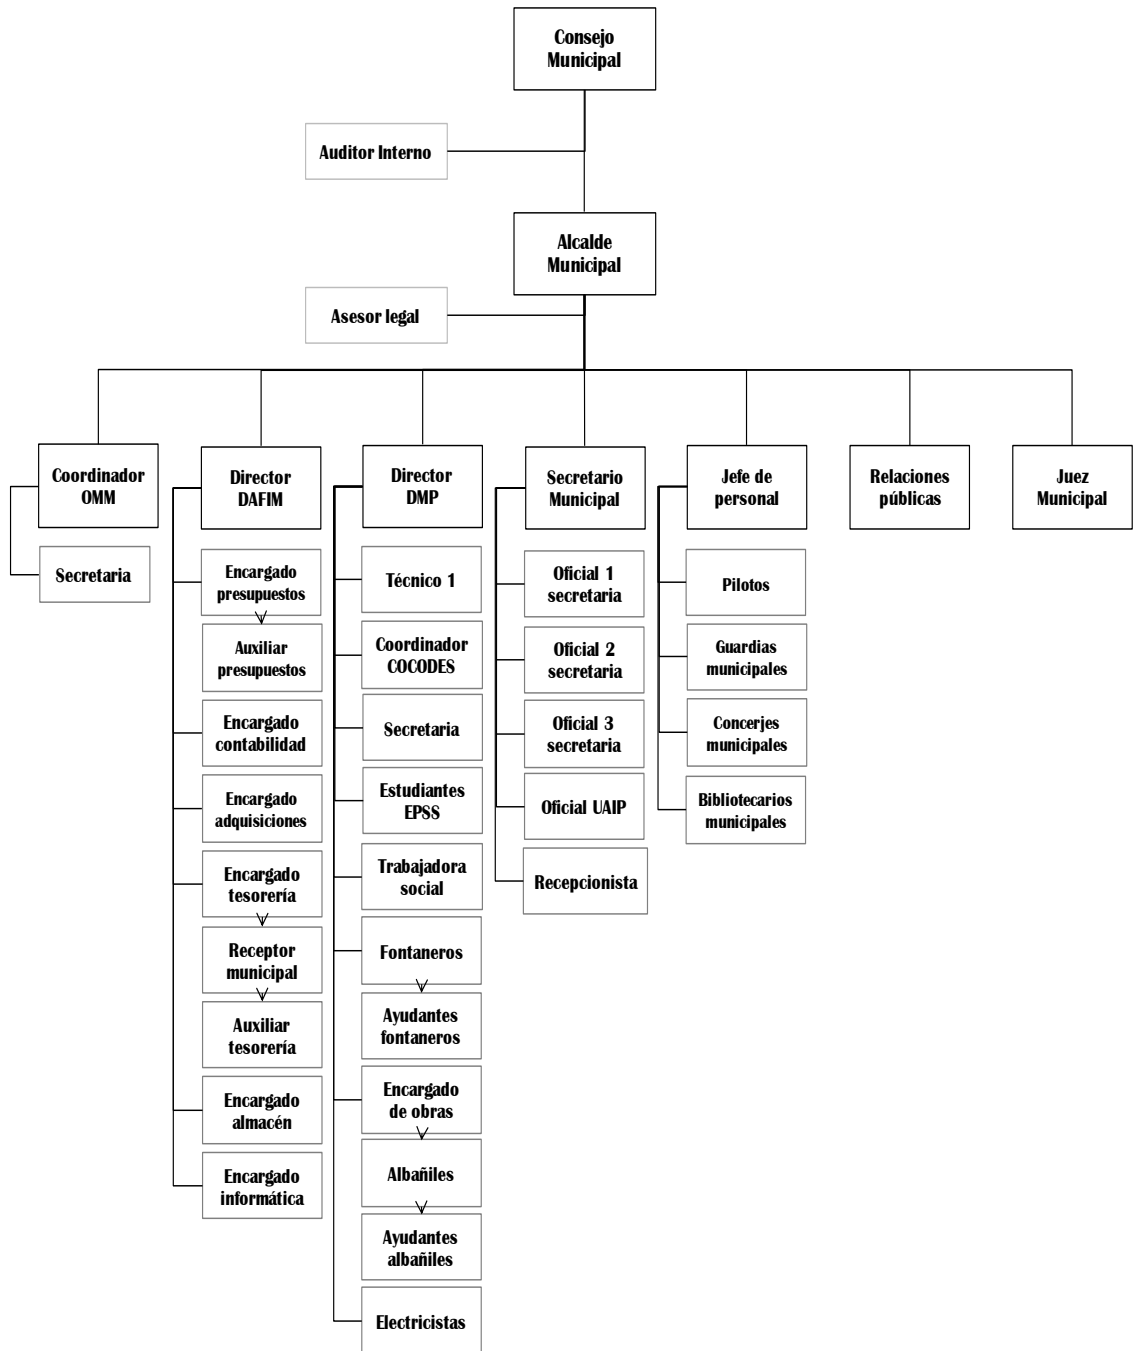 Consejo
Municipal
Auditor Interno
Alcalde
Municipal
Asesor legal
Coordinador
OMM
Secretaria
Director
DAFIM
Encargado
presupuestos
Auxiliar
presupuestos
Encargado
contabilidad
Encargado
adquisiciones
Encargado
tesorería
Receptor
municipal
Auxiliar
tesorería
Encargado
almacén
Encargado
informática
Director
DMP
Técnico 1
Coordinador
COCODES
Secretaria
Estudiantes
EPSS
Trabajadora
social
Fontaneros
Ayudantes
fontaneros
Encargado
de obras
Albañiles
Ayudantes
albañiles
Electricistas
Secretario
Municipal
Oficial 1
secretaria
Oficial 2
secretaria
Oficial 3
secretaria
Oficial UAIP
Recepcionista
Jefe de
personal
Pilotos
Guardias
municipales
Concerjes
municipales
Bibliotecarios
municipales
Relaciones
públicas
Juez
Municipal